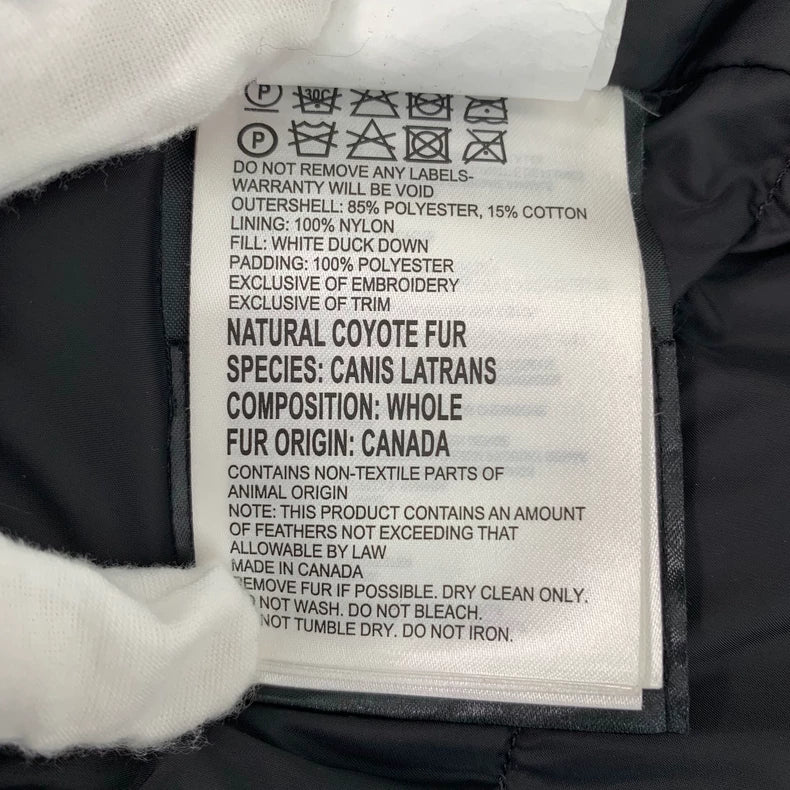 P 30C
P
DO NOT REMOVE ANY LABELS-
WARRANTY WILL BE VOID
OUTERSHELL: 85% POLYESTER, 15% COTTON
LINING: 100% NYLON
FILL: WHITE DUCK DOWN
PADDING: 100% POLYESTER
EXCLUSIVE OF EMBROIDERY
EXCLUSIVE OF TRIM
NATURAL COYOTE FUR
SPECIES: CANIS LATRANS
COMPOSITION: WHOLE
FUR ORIGIN: CANADA
CONTAINS NON-TEXTILE PARTS OF
ANIMAL ORIGIN
NOTE: THIS PRODUCT CONTAINS AN AMOUNT
OF FEATHERS NOT EXCEEDING THAT
ALLOWABLE BY LAW
MADE IN CANADA
REMOVE FUR IF POSSIBLE. DRY CLEAN ONLY.
NOT WASH. DO NOT BLEACH.
NOT TUMBLE DRY. DO NOT IRON.